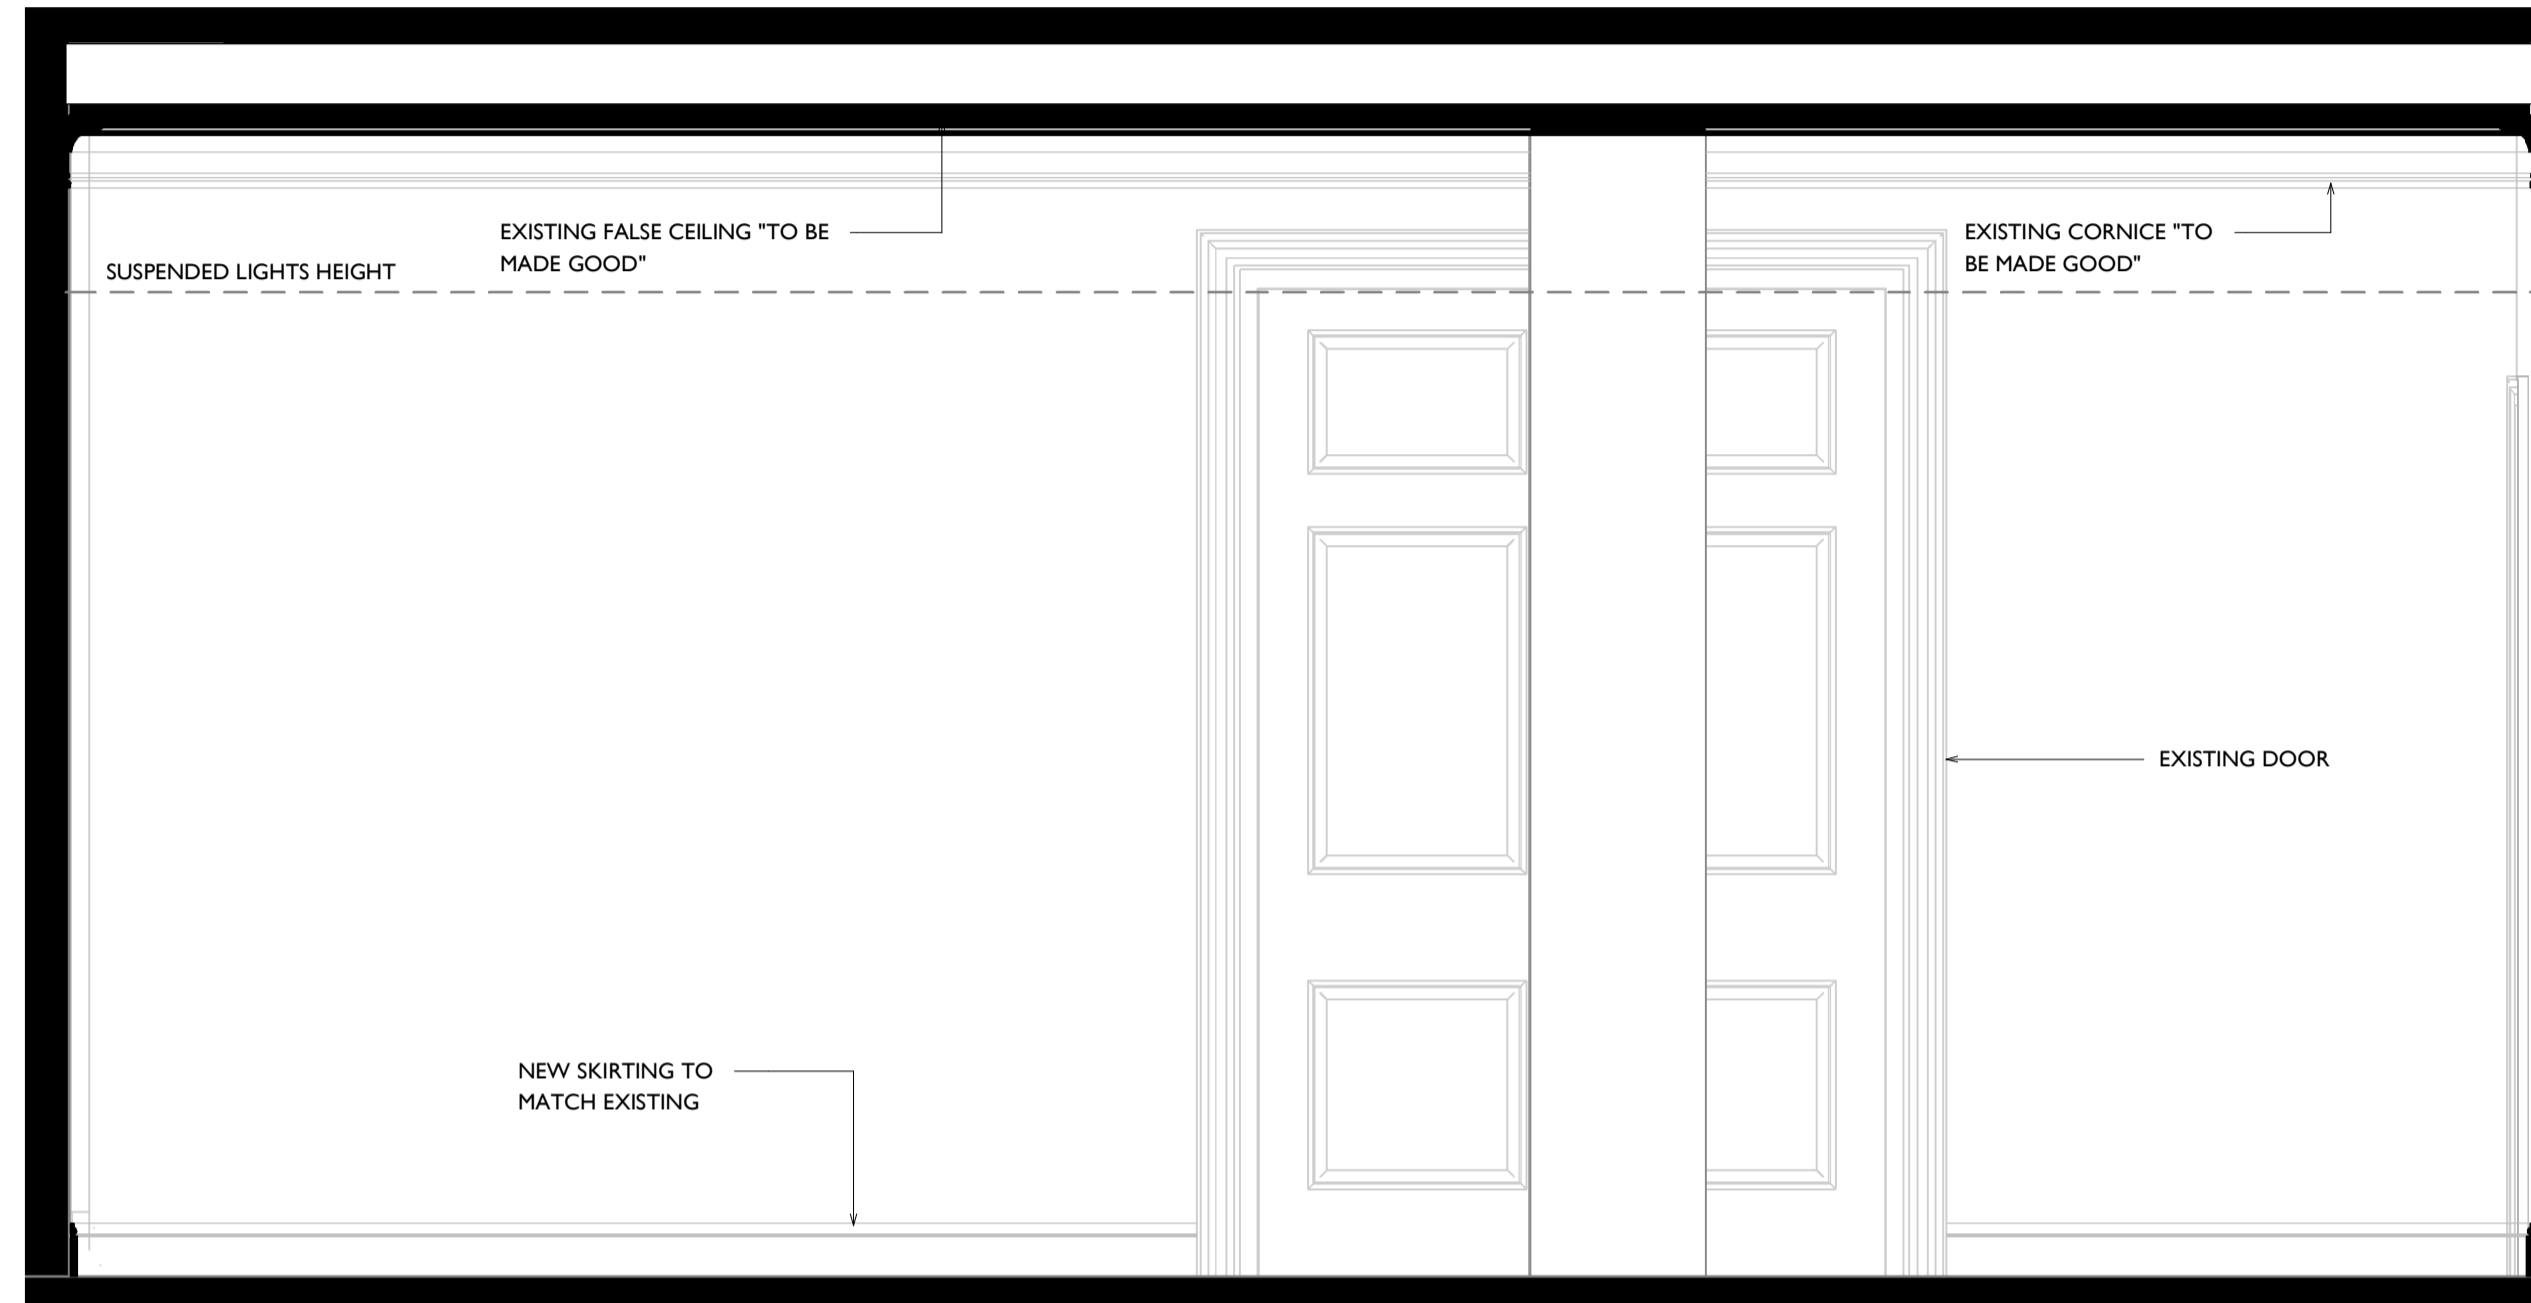 EXISTING FALSE CEILING "TO BE
MADE GOOD"
EXISTING CORNICE "TO
BE MADE GOOD"
SUSPENDED LIGHTS HEIGHT
EXISTING DOOR
NEW SKIRTING TO
MATCH EXISTING